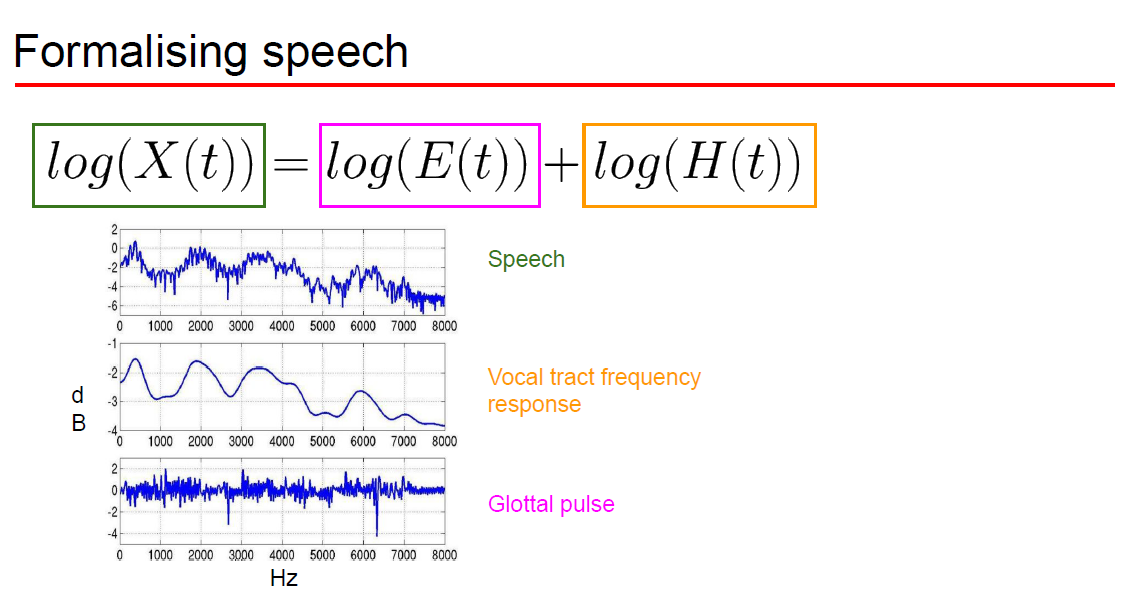 Formalising speech
log(X(t)) = log(E(t)) + log(H(t))
2
0
-2
-4
-6
0 1000 2000 3000 4000 5000 6000 7000 8000
Speech
-1
-2
-3
-4
0 1000 2000 3000 4000 5000 6000 7000 8000
d
B
Vocal tract frequency
response
2
0
-2
-4
0 1000 2000 3000 4000 5000 6000 7000 8000
Glottal pulse
Hz